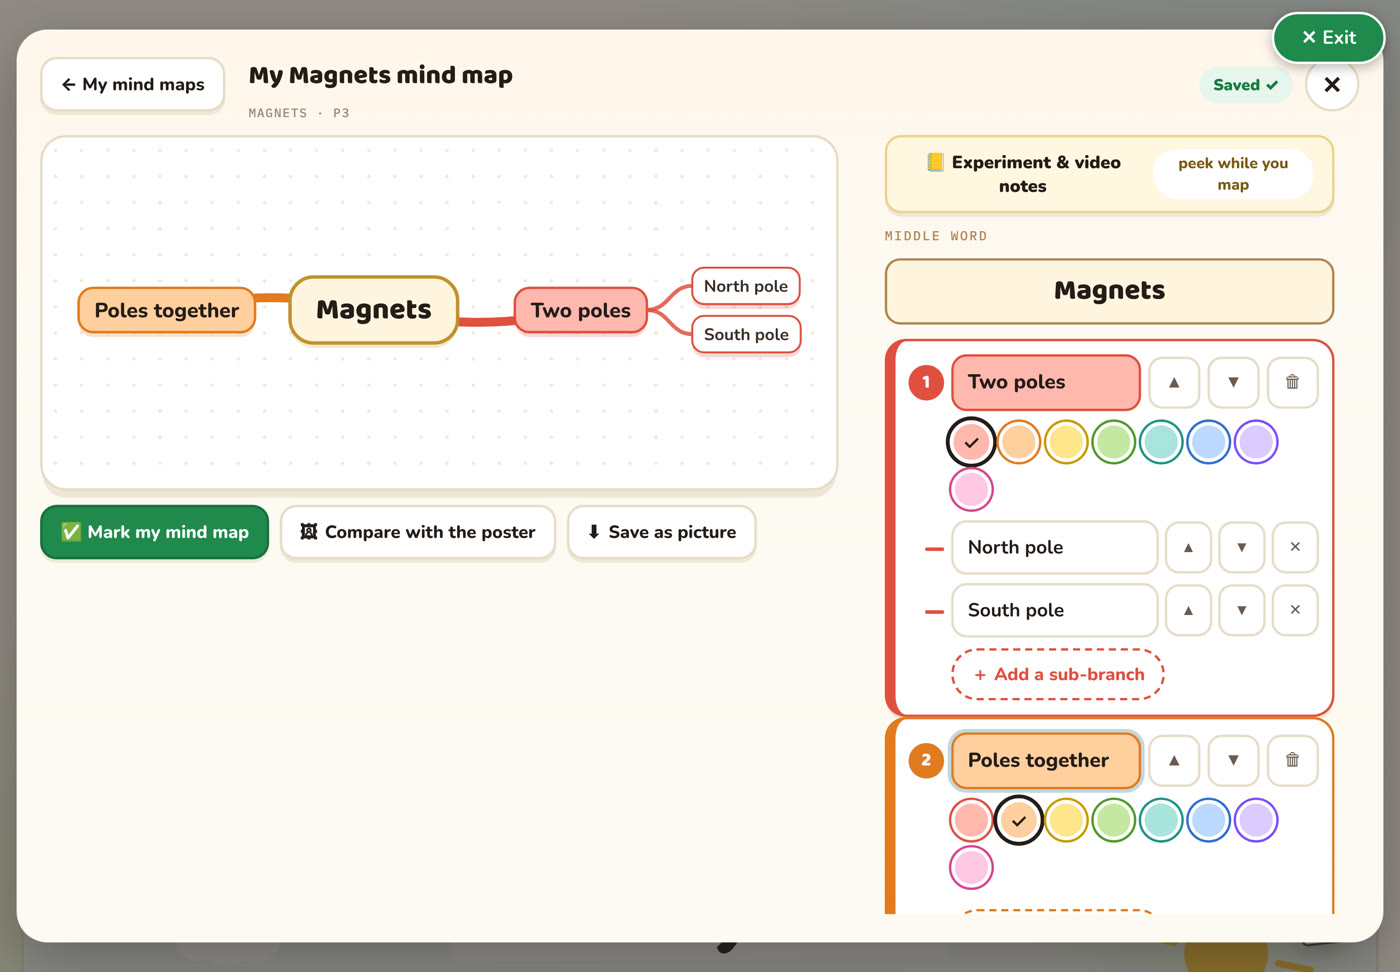 ✕ Exit
← My mind maps
My Magnets mind map
MAGNETS · P3
Saved ✓
✕
Poles together
Magnets
Two poles
North pole
South pole
✅ Mark my mind map
🖼 Compare with the poster
⬇ Save as picture
📒 Experiment & video
notes
peek while you
map
MIDDLE WORD
Magnets
1
Two poles
▲
▼
North pole
▲
▼
✕
South pole
▲
▼
✕
+ Add a sub-branch
2
Poles together
▲
▼